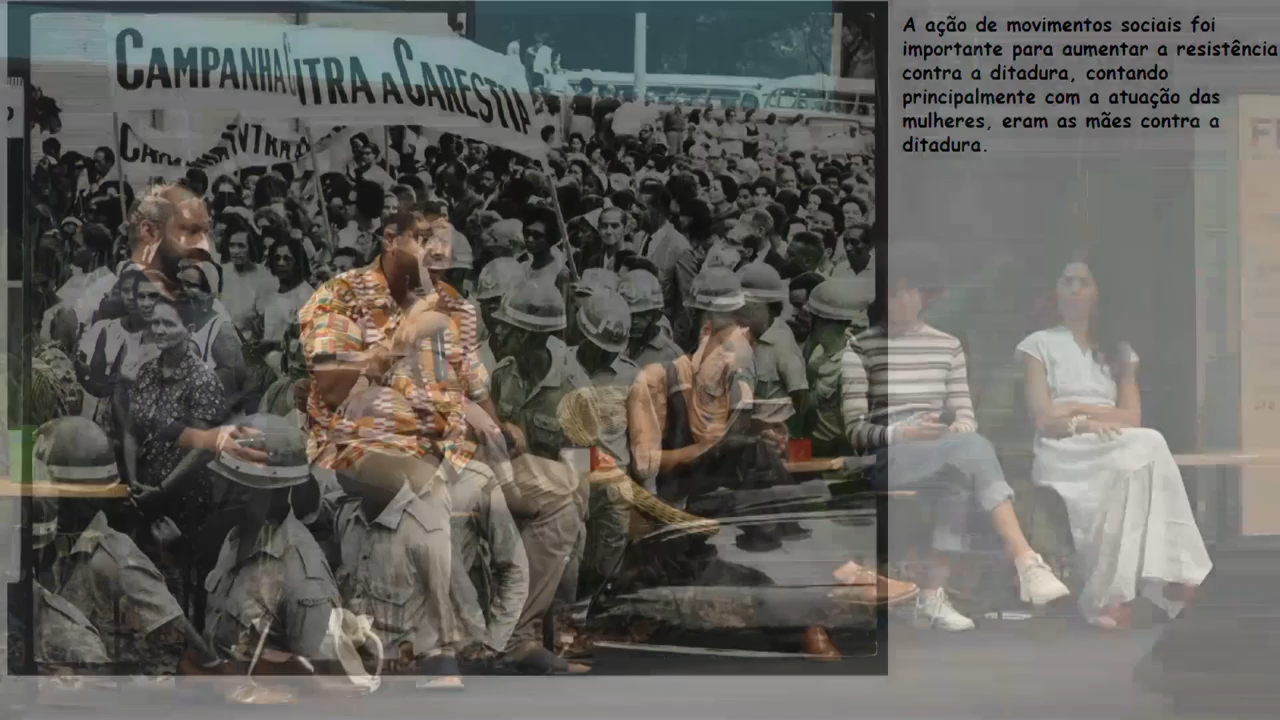 CAMPANHA CONTRA A CARESTIA
A ação de movimentos sociais foi
importante para aumentar a resistência
contra a ditadura, contando
principalmente com a atuação das
mulheres, eram as mães contra a
ditadura.